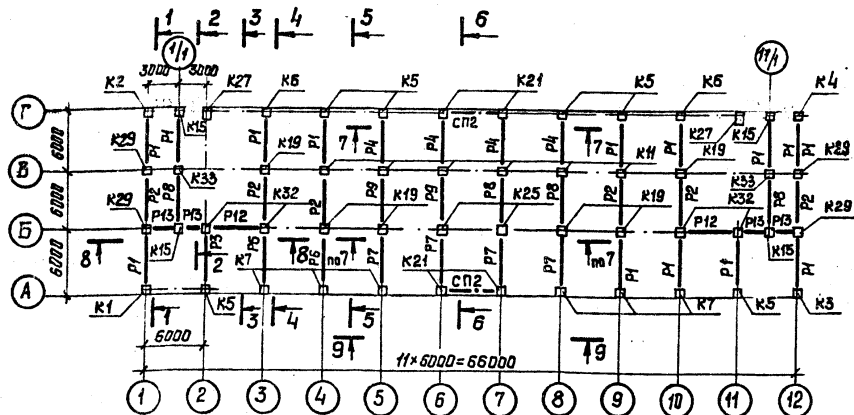 1 2 3 4 5 6
1/1 11/1
3000 3000
К2 К27 К6 К5 К21 К5 К6 К4
Г
К15 СП2 К27 К15
6000 Р1 Р1 Р1 Р1 Р4 Р4 Р4 Р4 Р1 Р1 Р1 Р1
7 7
К29 К33 К19 К11 К19 К33 К29
В
6000 Р2 Р8 Р2 Р2 Р9 Р9 Р8 Р8 Р2 Р2 Р8 Р2
К29 К32 К19 К25 К19 К32
Р13 Р13 Р12 Р12 Р13 Р13 К29
Б
К15 К15
8 2 8 по7 по7
6000 Р1 Р3 Р6 Р6 Р7 Р7 Р7 Р7 Р1 Р1 Р1 Р1
К7 К21 СП2
А
К1 К5 К7 К5 К3
1 3 4 5 6
6000
9 9
11×6000=66000
1 2 3 4 5 6 7 8 9 10 11 12